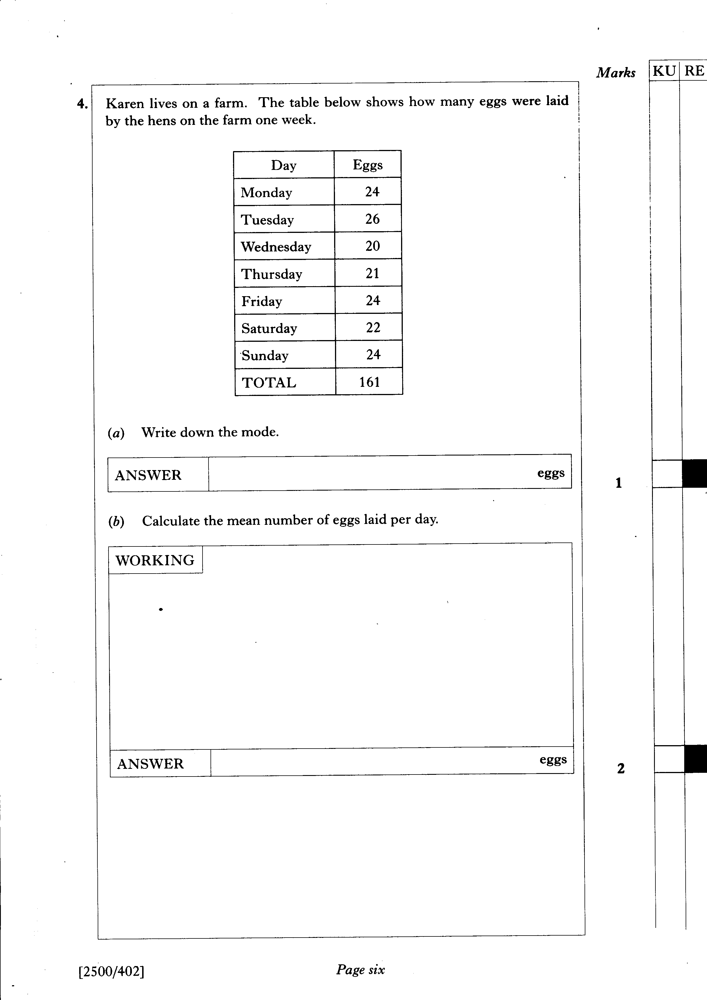 Marks KU RE
4. Karen lives on a farm. The table below shows how many eggs were laid
by the hens on the farm one week.
Day Eggs
Monday 24
Tuesday 26
Wednesday 20
Thursday 21
Friday 24
Saturday 22
Sunday 24
TOTAL 161
(a) Write down the mode.
ANSWER eggs
1
(b) Calculate the mean number of eggs laid per day.
WORKING
ANSWER eggs
2
[2500/402] Page six